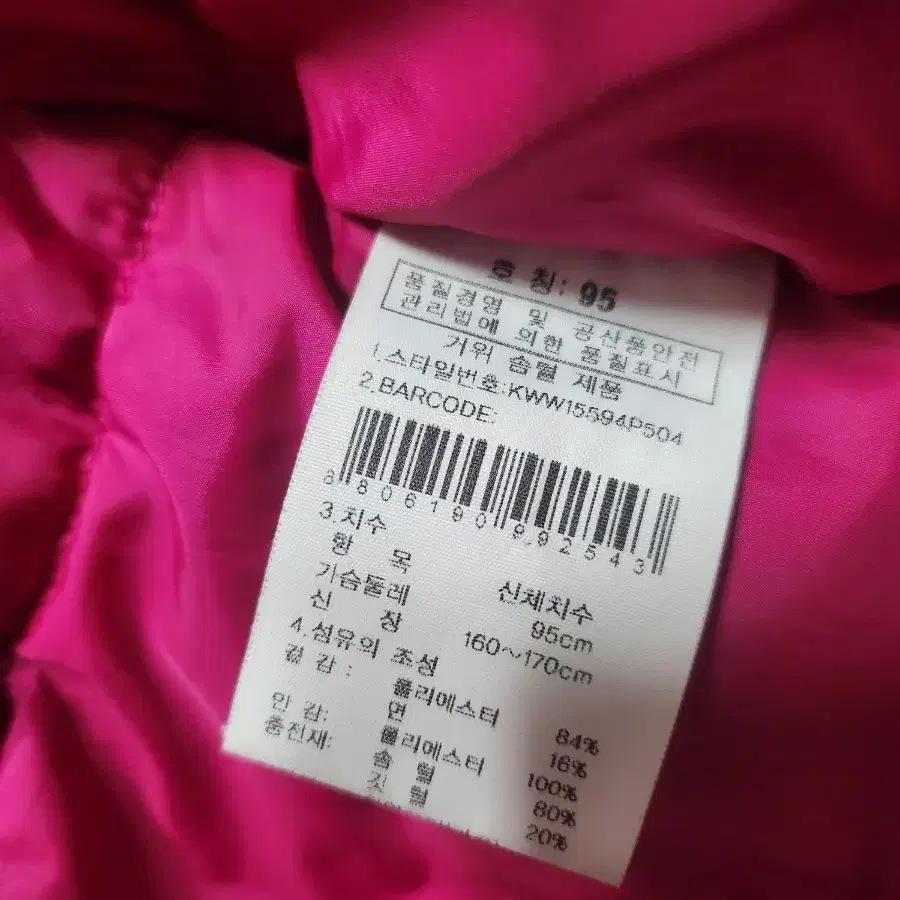 호 칭: 95
품질경영 및 공산품안전
관리법에 의한 품질표시
거위 솜털 제품
1.스타일번호:KWW15594P504
2.BARCODE:
8 806190 992543
3.치수
항 목 신체치수
가슴둘레 95cm
신 장 160~170cm
4.섬유의 조성
겉 감: 폴리에스터 84%
면 16%
안 감: 폴리에스터 100%
충전재: 솜 털 80%
깃 털 20%